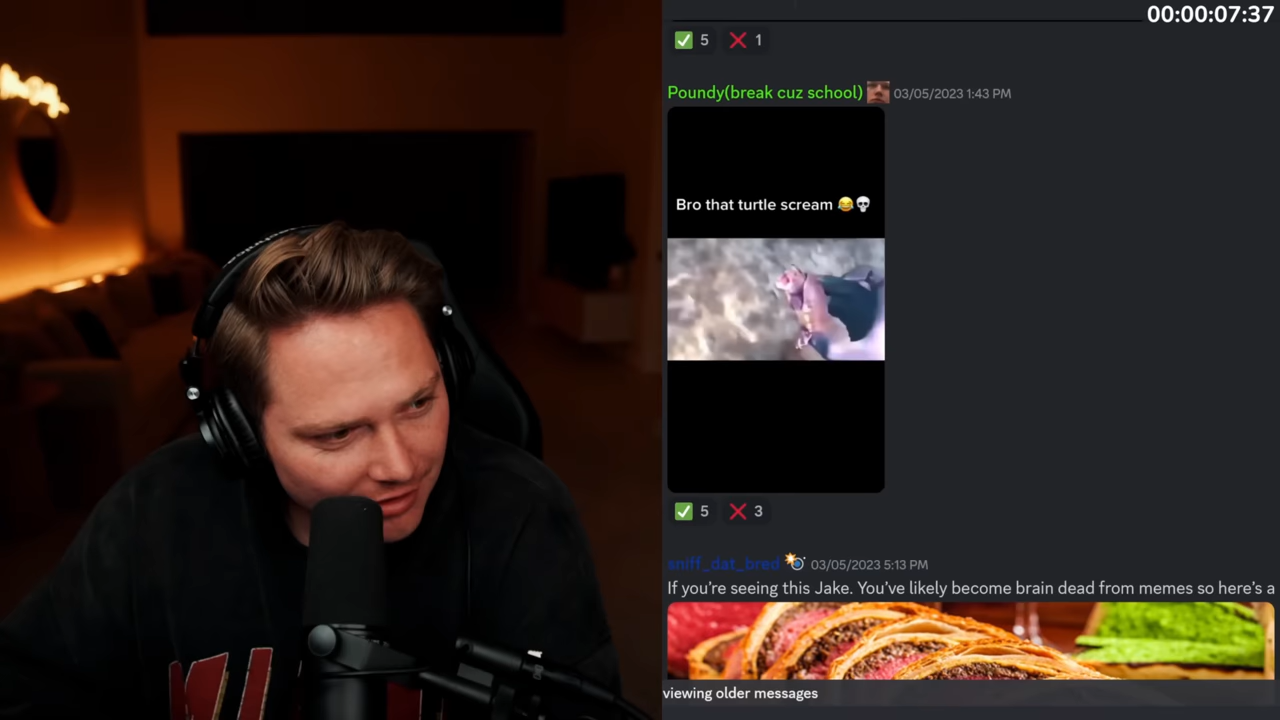 00:00:07:37
✅ 5 ❌ 1
Poundy(break cuz school) 03/05/2023 1:43 PM
Bro that turtle scream 😂💀
✅ 5 ❌ 3
sniff_dat_bred 03/05/2023 5:13 PM
If you're seeing this Jake. You've likely become brain dead from memes so here's a
viewing older messages